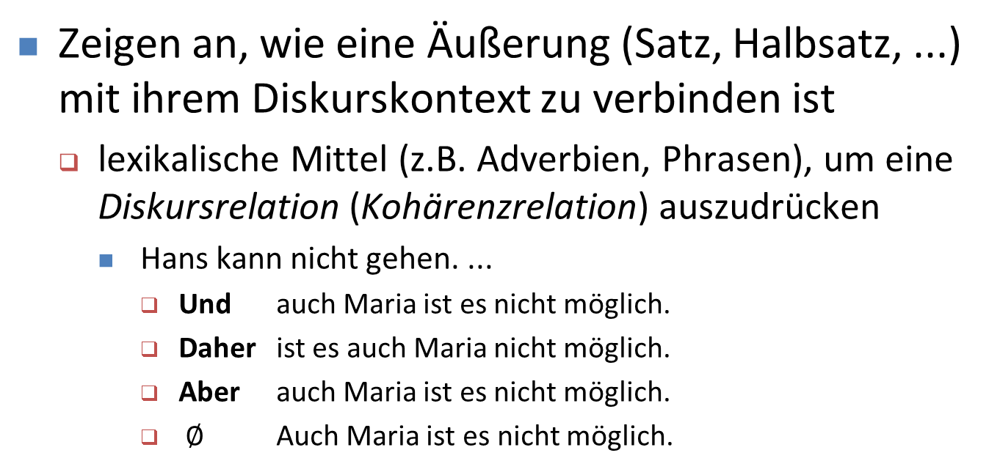 Zeigen an, wie eine Äußerung (Satz, Halbsatz, ...)
mit ihrem Diskurskontext zu verbinden ist
lexikalische Mittel (z.B. Adverbien, Phrasen), um eine
Diskursrelation (Kohärenzrelation) auszudrücken
Hans kann nicht gehen. ...
Und auch Maria ist es nicht möglich.
Daher ist es auch Maria nicht möglich.
Aber auch Maria ist es nicht möglich.
Ø Auch Maria ist es nicht möglich.